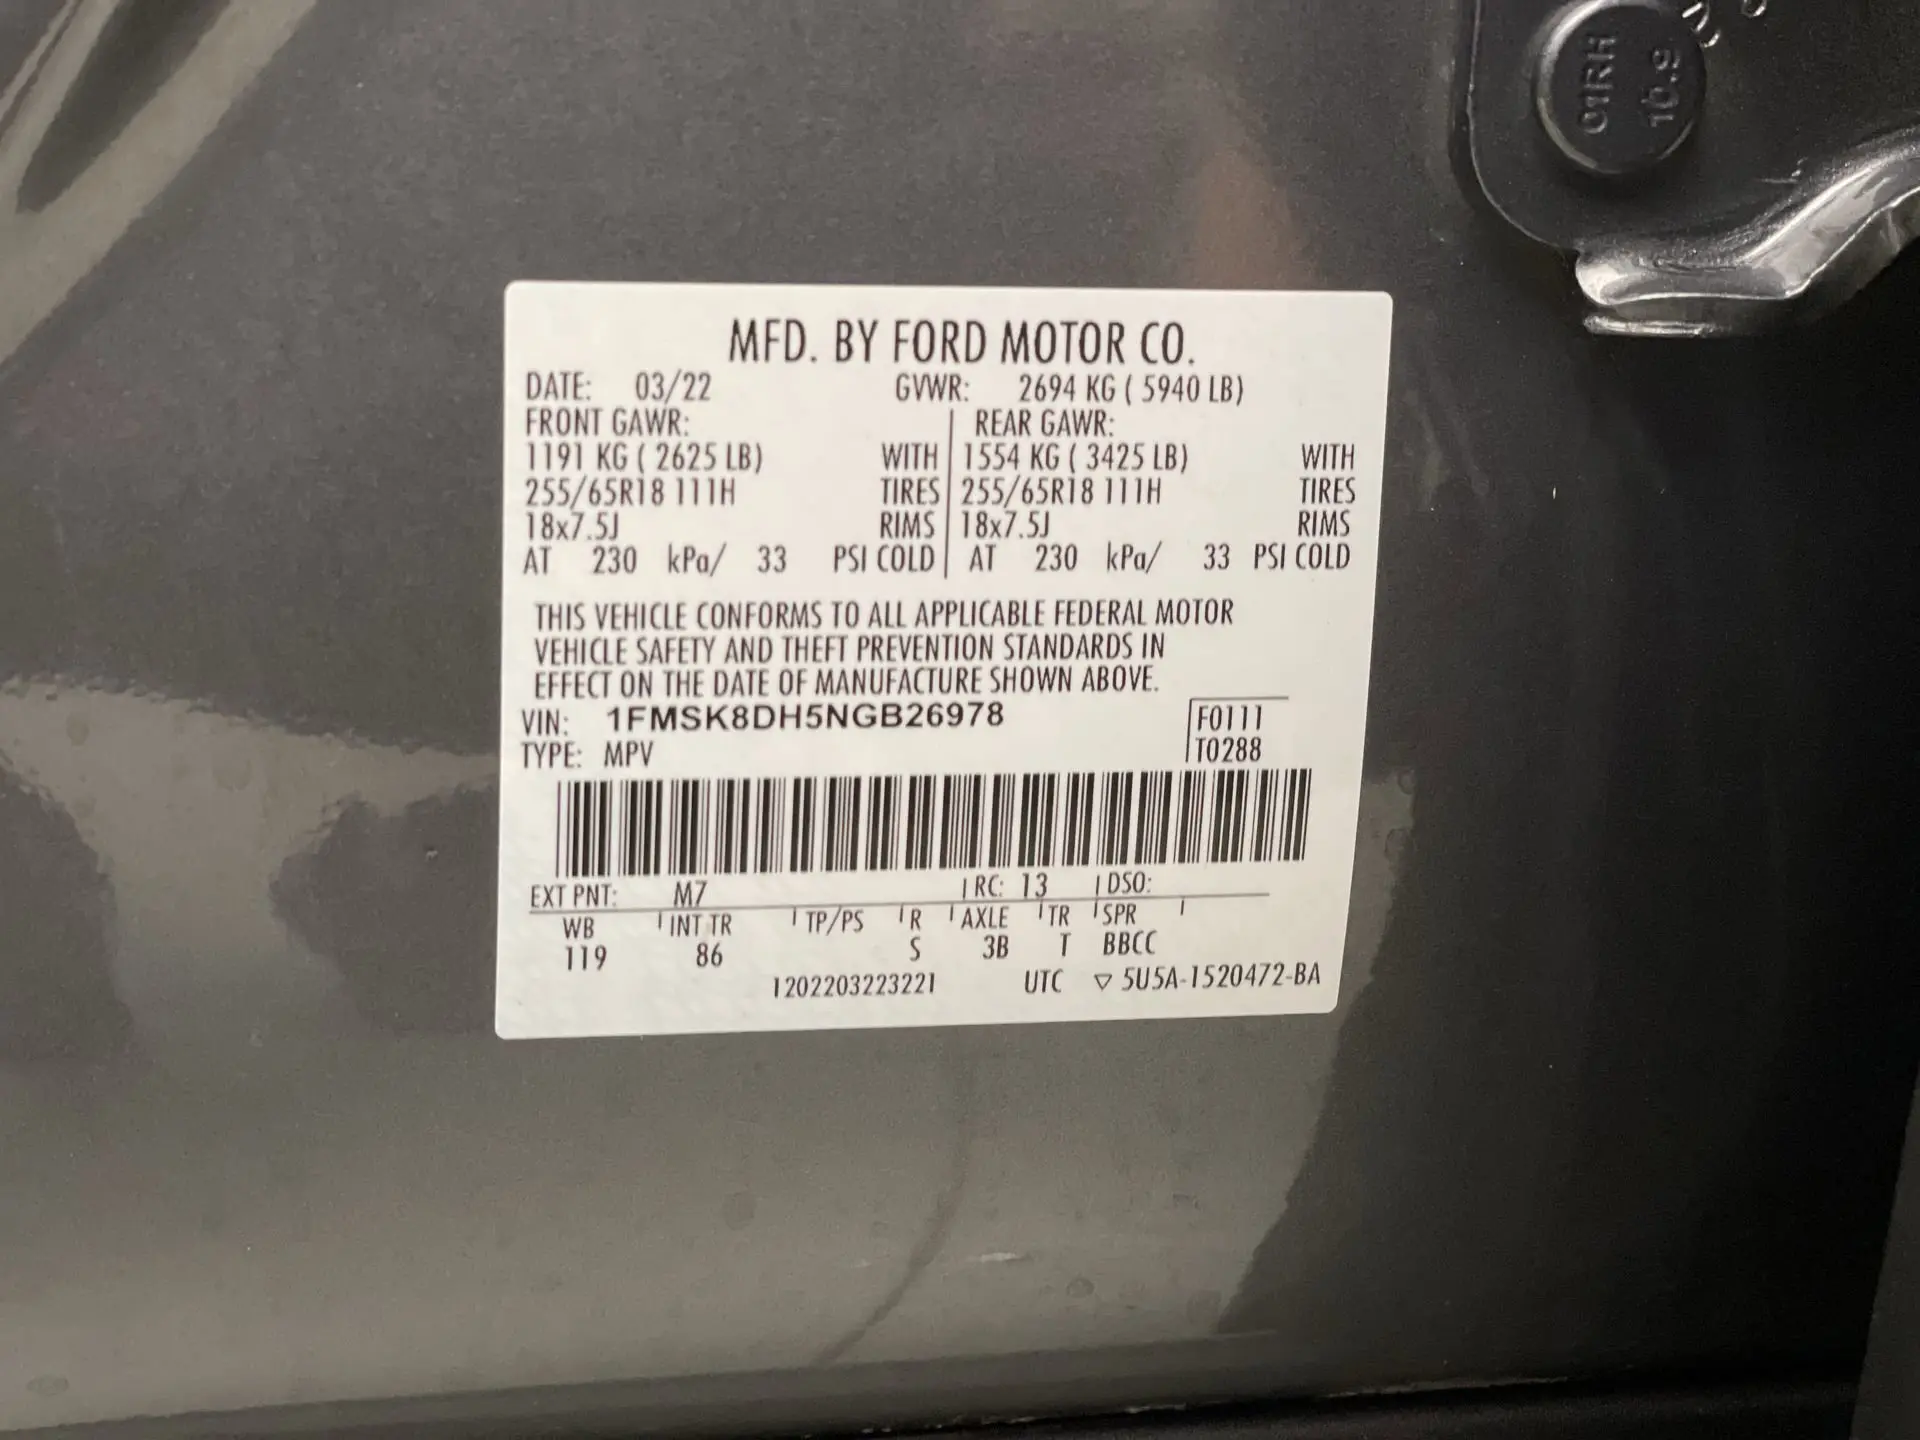 01RH
10.9
MFD. BY FORD MOTOR CO.
DATE: 03/22 GVWR: 2694 KG ( 5940 LB)
FRONT GAWR: REAR GAWR:
1191 KG ( 2625 LB) WITH 1554 KG ( 3425 LB) WITH
255/65R18 111H TIRES 255/65R18 111H TIRES
18x7.5J RIMS 18x7.5J RIMS
AT 230 kPa/ 33 PSI COLD AT 230 kPa/ 33 PSI COLD
THIS VEHICLE CONFORMS TO ALL APPLICABLE FEDERAL MOTOR
VEHICLE SAFETY AND THEFT PREVENTION STANDARDS IN
EFFECT ON THE DATE OF MANUFACTURE SHOWN ABOVE.
VIN: 1FMSK8DH5NGB26978 F0111
TYPE: MPV T0288
EXT PNT: M7 RC: 13 DSO:
WB INT TR TP/PS R AXLE TR SPR
119 86 S 3B T BBCC
1202203223221 UTC ▽ 5U5A-1520472-BA